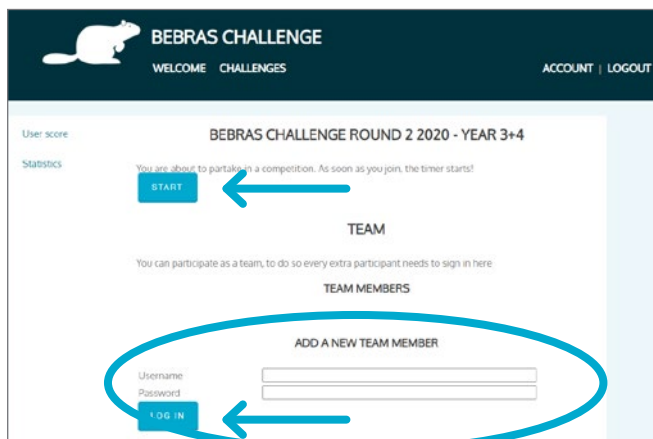 BEBRAS CHALLENGE
WELCOME CHALLENGES
ACCOUNT | LOGOUT
User score
Statistics
BEBRAS CHALLENGE ROUND 2 2020 - YEAR 3+4
You are about to partake in a competition. As soon as you join, the timer starts!
START
TEAM
You can participate as a team, to do so every extra participant needs to sign in here
TEAM MEMBERS
ADD A NEW TEAM MEMBER
Username
Password
LOG IN